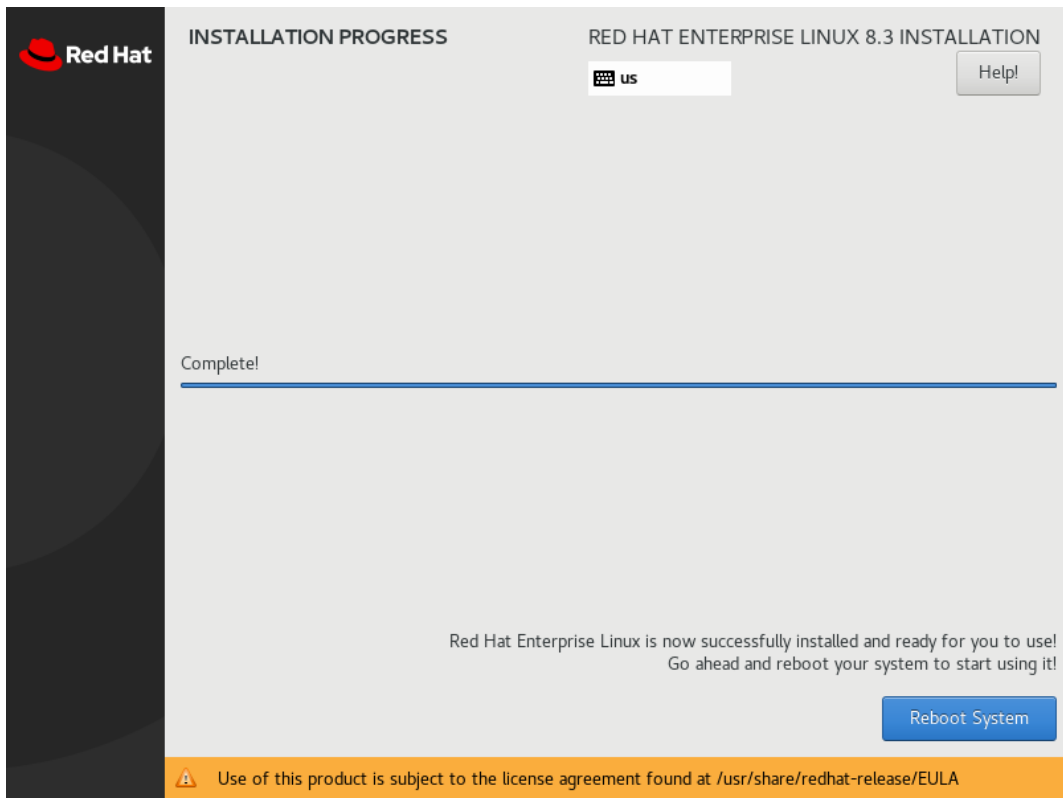 Red Hat
INSTALLATION PROGRESS
RED HAT ENTERPRISE LINUX 8.3 INSTALLATION
us
Help!
Complete!
Red Hat Enterprise Linux is now successfully installed and ready for you to use!
Go ahead and reboot your system to start using it!
Reboot System
Use of this product is subject to the license agreement found at /usr/share/redhat-release/EULA